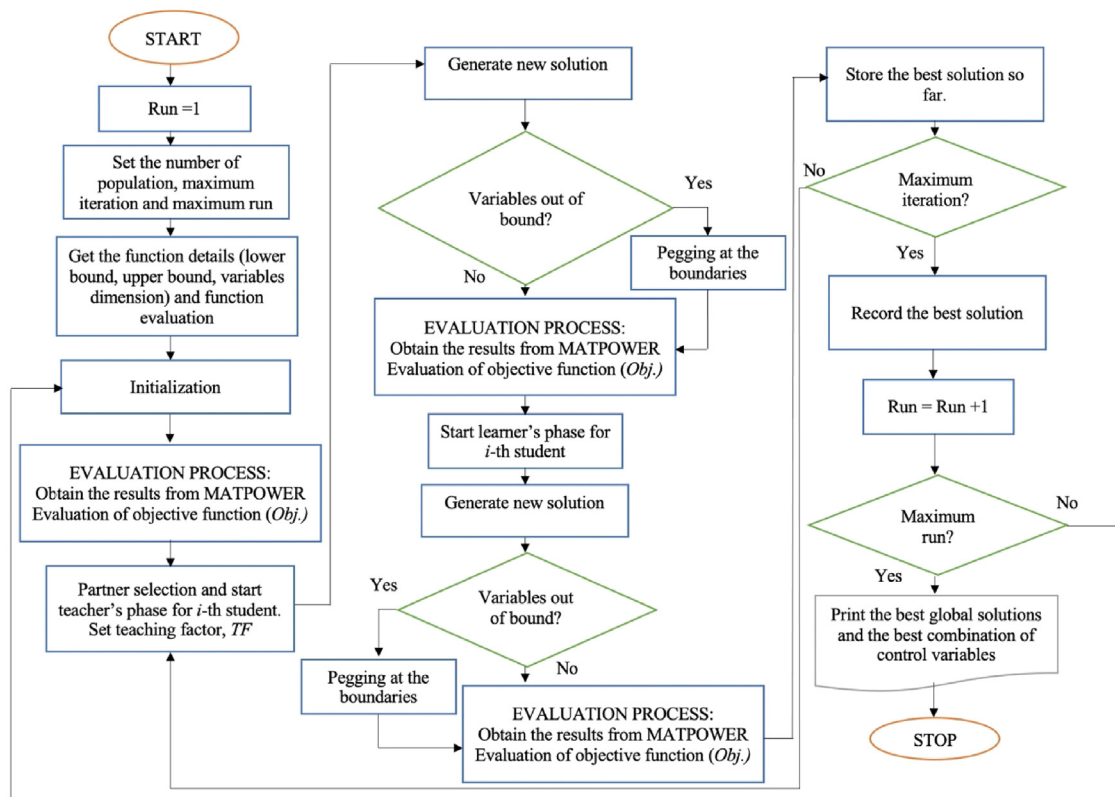 START
Run =1
Set the number of
population, maximum
iteration and maximum run
Get the function details (lower
bound, upper bound, variables
dimension) and function
evaluation
Initialization
EVALUATION PROCESS:
Obtain the results from MATPOWER
Evaluation of objective function (Obj.)
Partner selection and start
teacher's phase for i-th student.
Set teaching factor, TF
Generate new solution
Variables out of
bound?
Yes
Pegging at the
boundaries
No
EVALUATION PROCESS:
Obtain the results from MATPOWER
Evaluation of objective function (Obj.)
Start learner's phase for
i-th student
Generate new solution
Variables out
of bound?
Yes
Pegging at the
boundaries
No
EVALUATION PROCESS:
Obtain the results from MATPOWER
Evaluation of objective function (Obj.)
Store the best solution so
far.
No
Maximum
iteration?
Yes
Record the best solution
Run = Run +1
Maximum
run?
No
Yes
Print the best global solutions
and the best combination of
control variables
STOP